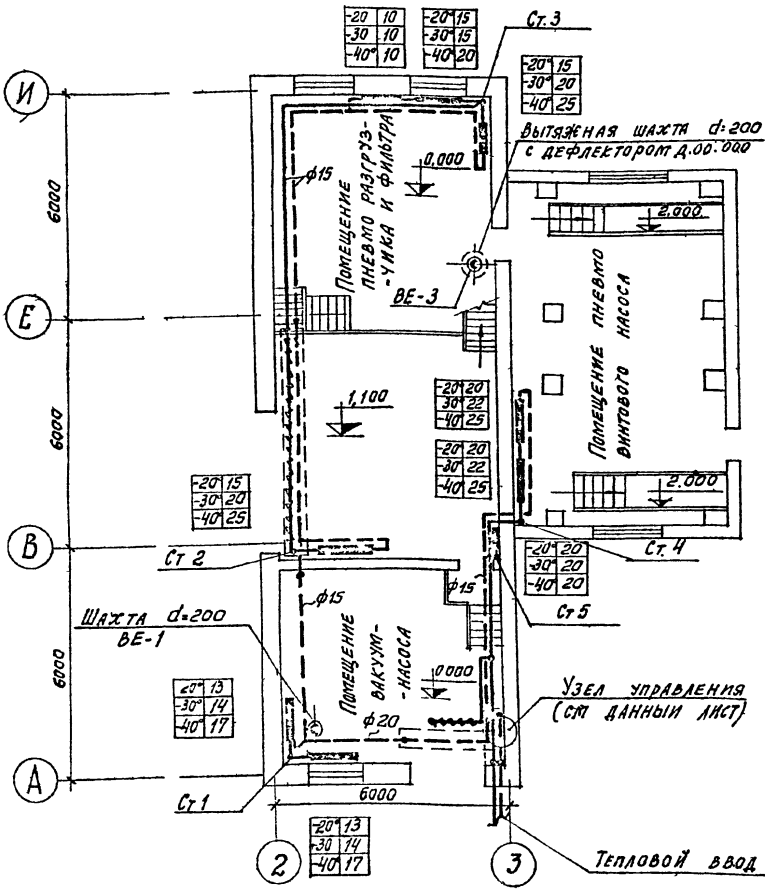 -20 10
-30 10
-40° 10
-20° 15
-30° 15
-40° 20
Ст. 3
-20° 15
-30° 20
-40° 25
И
Вытяжная шахта d=200
с дефлектором Д.00.000
0,000
ф15
Помещение
пневмо разгруз-
-чика и фильтра
6000
2.000
ВЕ-3
Е
Помещение пневмо
винтового насоса
1,100
-20° 20
-30° 22
-40° 25
6000
-20° 20
-30° 22
-40° 25
-20° 15
-30° 20
-40° 25
2.000
В
Ст 2
Ст. 4
-20° 20
-30° 20
-40° 20
ф15
ф15
Ст 5
Шахта d=200
ВЕ-1
Помещение
вакуум-
-насоса
6000
0.000
20° 13
-30° 14
-40° 17
Узел управления
(см данный лист)
ф20
А
Ст 1
6000
-20° 13
-30 14
-40° 17
2
3
Тепловой ввод